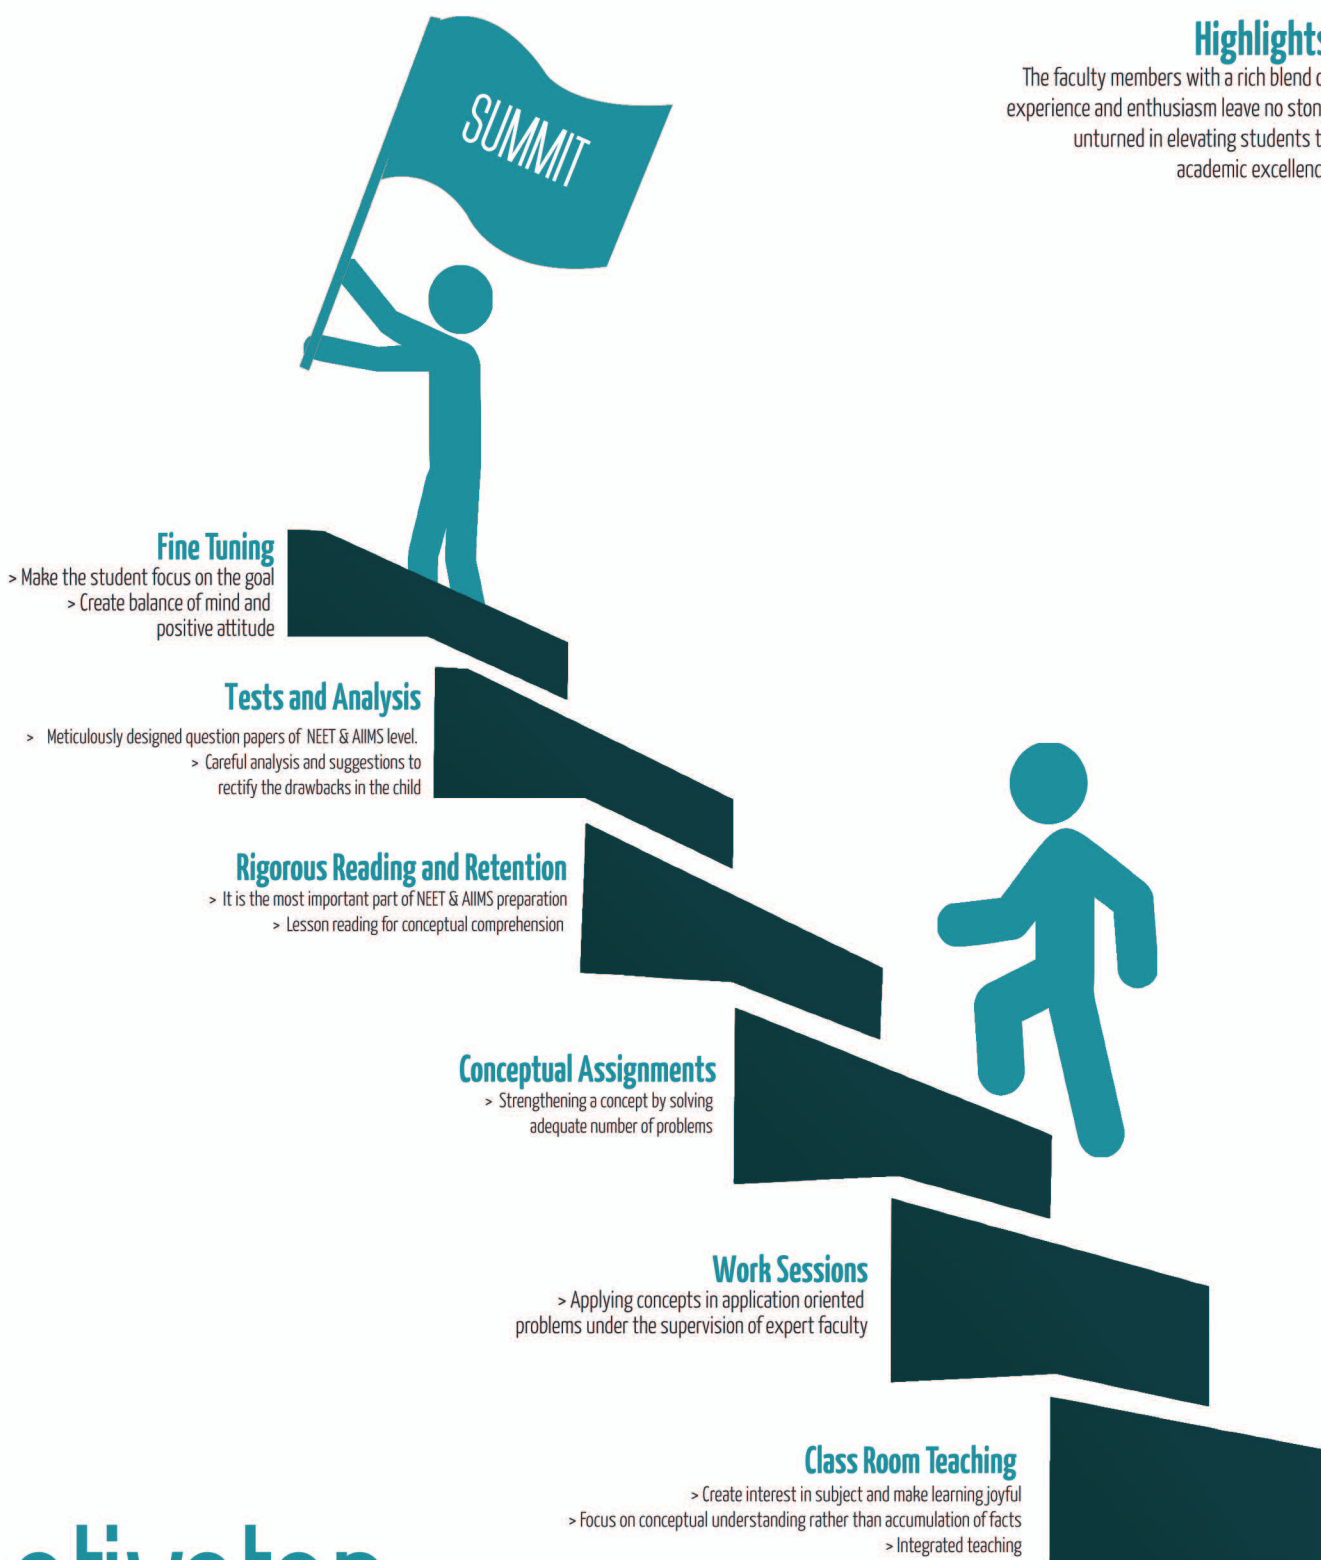 SUMMIT
Highlights
The faculty members with a rich blend o
experience and enthusiasm leave no ston
unturned in elevating students t
academic excellenc
Fine Tuning
> Make the student focus on the goal
> Create balance of mind and
positive attitude
Tests and Analysis
> Meticulously designed question papers of NEET & AIIMS level.
> Careful analysis and suggestions to
rectify the drawbacks in the child
Rigorous Reading and Retention
> It is the most important part of NEET & AIIMS preparation
> Lesson reading for conceptual comprehension
Conceptual Assignments
> Strengthening a concept by solving
adequate number of problems
Work Sessions
> Applying concepts in application oriented
problems under the supervision of expert faculty
Class Room Teaching
> Create interest in subject and make learning joyful
> Focus on conceptual understanding rather than accumulation of facts
> Integrated teaching